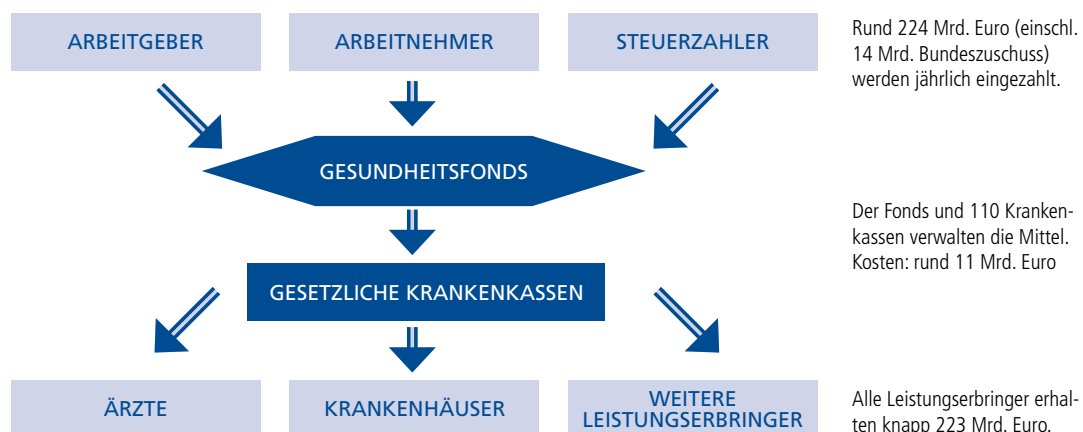 ARBEITGEBER
ARBEITNEHMER
STEUERZAHLER
Rund 224 Mrd. Euro (einschl.
14 Mrd. Bundeszuschuss)
werden jährlich eingezahlt.
GESUNDHEITSFONDS
Der Fonds und 110 Kranken-
kassen verwalten die Mittel.
Kosten: rund 11 Mrd. Euro
GESETZLICHE KRANKENKASSEN
ÄRZTE
KRANKENHÄUSER
WEITERE
LEISTUNGSERBRINGER
Alle Leistungserbringer erhal-
ten knapp 223 Mrd. Euro.